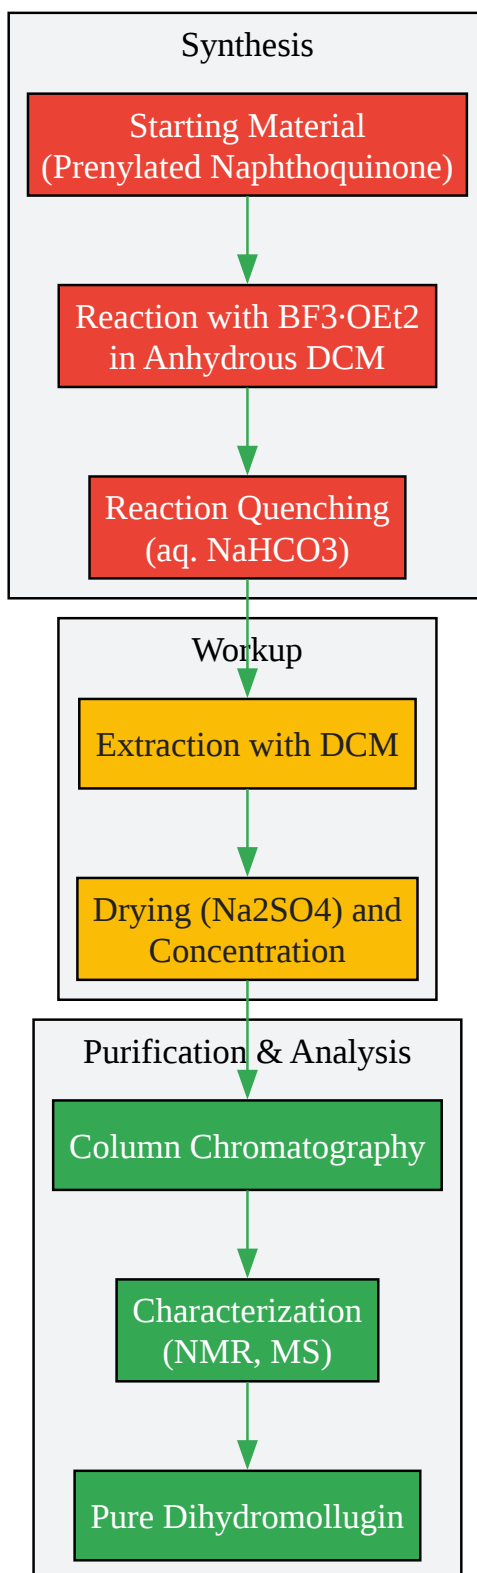 Synthesis
Starting Material
(Prenylated Naphthoquinone)
Reaction with BF3·OEt2
in Anhydrous DCM
Reaction Quenching
(aq. NaHCO3)
Workup
Extraction with DCM
Drying (Na2SO4) and
Concentration
Purification & Analysis
Column Chromatography
Characterization
(NMR, MS)
Pure Dihydromollugin